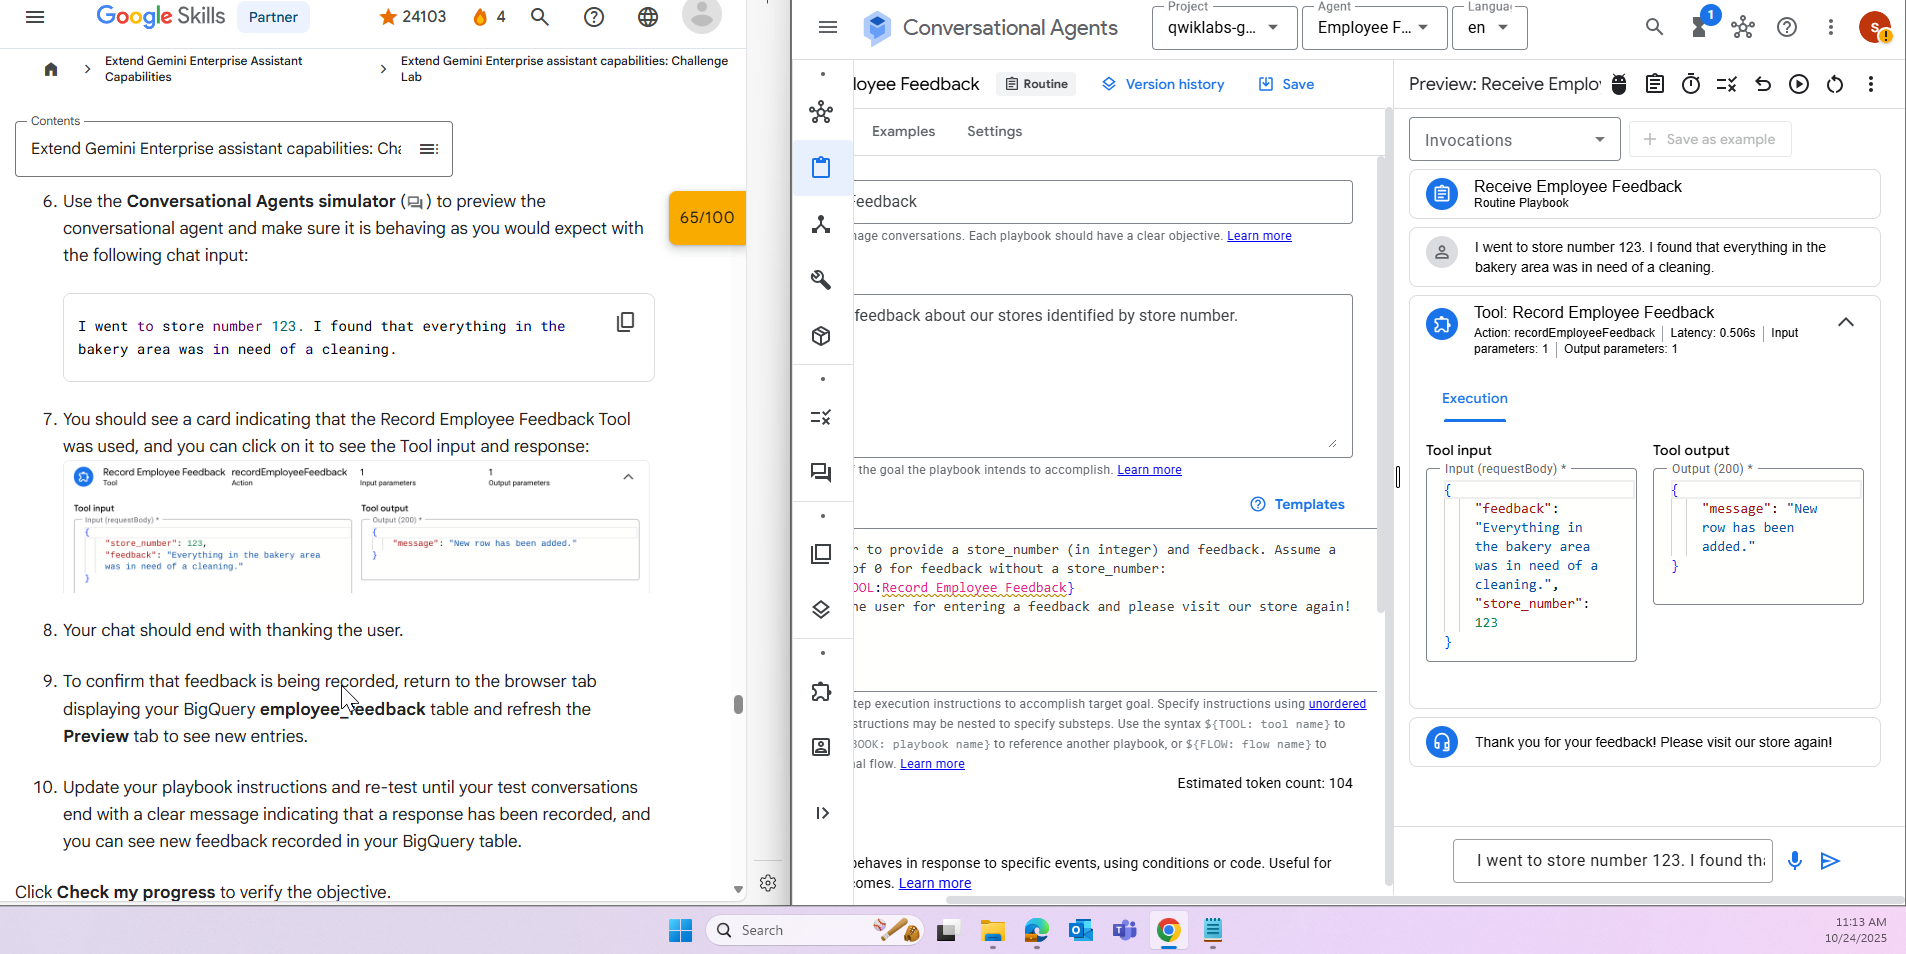 Google Skills
Partner
24103
4
Extend Gemini Enterprise Assistant
Capabilities
Extend Gemini Enterprise assistant capabilities: Challenge
Lab
Contents
Extend Gemini Enterprise assistant capabilities: Cha
65/100
6. Use the Conversational Agents simulator ( ) to preview the
conversational agent and make sure it is behaving as you would expect with
the following chat input:
I went to store number 123. I found that everything in the
bakery area was in need of a cleaning.
7. You should see a card indicating that the Record Employee Feedback Tool
was used, and you can click on it to see the Tool input and response:
Record Employee Feedback recordEmployeeFeedback 1 1
Tool Action Input parameters Output parameters
Tool input Tool output
Input (requestBody) * Output (200) *
{ {
"store_number": 123, "message": "New row has been added."
"feedback": "Everything in the bakery area }
was in need of a cleaning."
}
8. Your chat should end with thanking the user.
9. To confirm that feedback is being recorded, return to the browser tab
displaying your BigQuery employee_feedback table and refresh the
Preview tab to see new entries.
10. Update your playbook instructions and re-test until your test conversations
end with a clear message indicating that a response has been recorded, and
you can see new feedback recorded in your BigQuery table.
Click Check my progress to verify the objective.
Conversational Agents
Project
qwiklabs-g...
Agent
Employee F...
Langua
en
1
S
loyee Feedback
Routine
Version history
Save
Examples
Settings
Feedback
nage conversations. Each playbook should have a clear objective. Learn more
feedback about our stores identified by store number.
f the goal the playbook intends to accomplish. Learn more
Templates
r to provide a store_number (in integer) and feedback. Assume a
of 0 for feedback without a store_number:
OOL:Record Employee Feedback}
he user for entering a feedback and please visit our store again!
tep execution instructions to accomplish target goal. Specify instructions using unordered
structions may be nested to specify substeps. Use the syntax ${TOOL: tool name} to
BOOK: playbook name} to reference another playbook, or ${FLOW: flow name} to
al flow. Learn more
Estimated token count: 104
behaves in response to specific events, using conditions or code. Useful for
comes. Learn more
Preview: Receive Emplo
Invocations
+ Save as example
Receive Employee Feedback
Routine Playbook
I went to store number 123. I found that everything in the
bakery area was in need of a cleaning.
Tool: Record Employee Feedback
Action: recordEmployeeFeedback | Latency: 0.506s | Input
parameters: 1 | Output parameters: 1
Execution
Tool input
Input (requestBody) *
{
"feedback":
"Everything in
the bakery area
was in need of a
cleaning.",
"store_number":
123
}
Tool output
Output (200) *
{
"message": "New
row has been
added."
}
Thank you for your feedback! Please visit our store again!
I went to store number 123. I found tha
Search
11:13 AM
10/24/2025